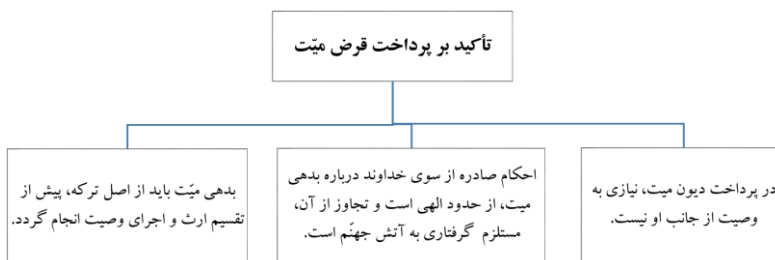 تأکید بر پرداخت قرض میّت
در پرداخت دیون میت، نیازی به
وصیت از جانب او نیست.
احکام صادره از سوی خداوند درباره بدهی
میت، از حدود الهی است و تجاوز از آن،
مستلزم گرفتاری به آتش جهنّم است.
بدهی میّت باید از اصل ترکه، پیش از
تقسیم ارث و اجرای وصیت انجام گردد.